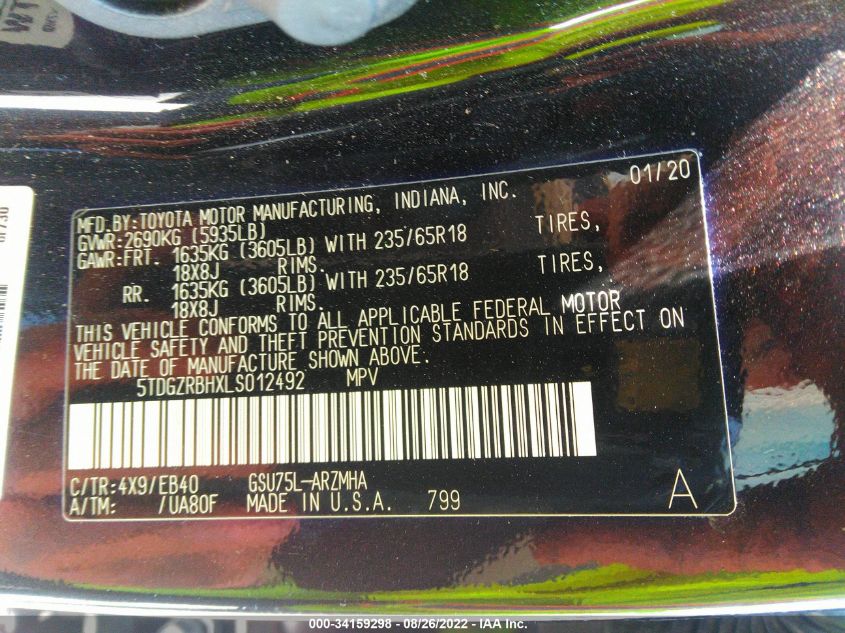 WT
MFD.BY:TOYOTA MOTOR MANUFACTURING, INDIANA, INC. 01/20
GVWR:2690KG (5935LB)
GAWR:FRT. 1635KG (3605LB) WITH 235/65R18 TIRES,
18X8J RIMS.
RR. 1635KG (3605LB) WITH 235/65R18 TIRES,
18X8J RIMS.
THIS VEHICLE CONFORMS TO ALL APPLICABLE FEDERAL MOTOR
VEHICLE SAFETY AND THEFT PREVENTION STANDARDS IN EFFECT ON
THE DATE OF MANUFACTURE SHOWN ABOVE.
5TDGZRBHXLS012492 MPV
C/TR:4X9/EB40 GSU75L-ARZMHA
A/TM: /UA80F MADE IN U.S.A. 799 A
000-34159298 - 08/26/2022 - IAA Inc.